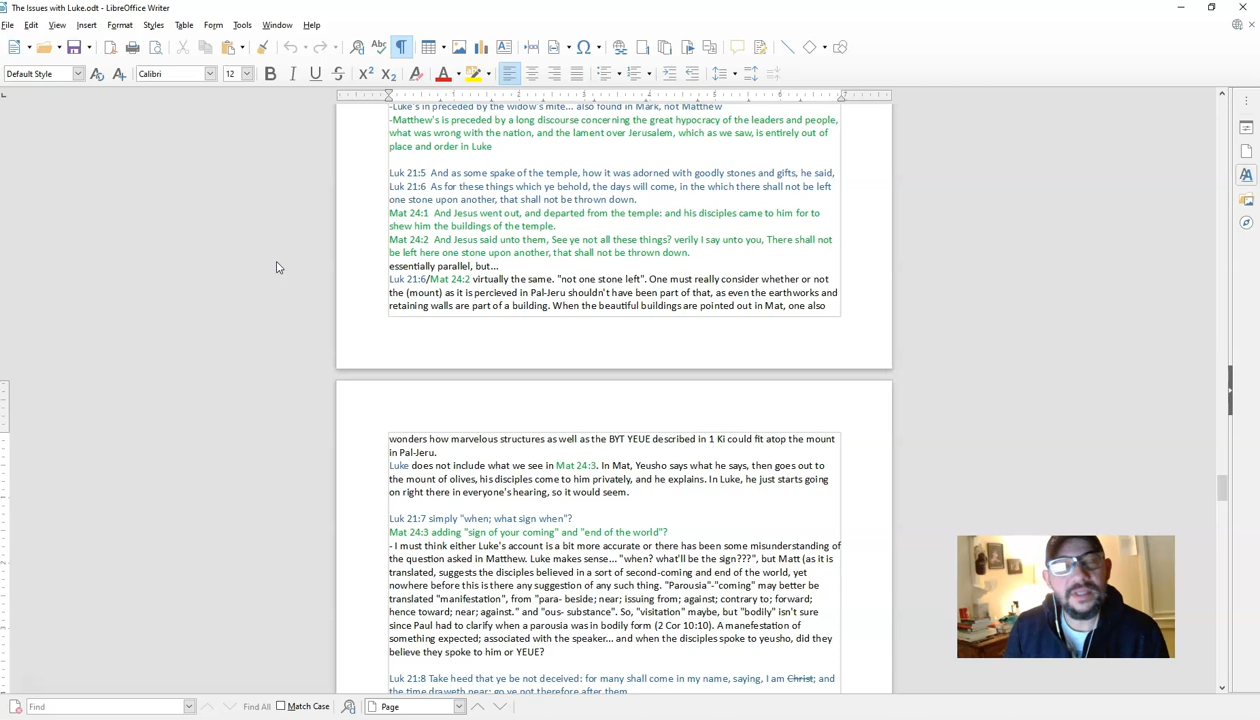 The Issues with Luke.odt - LibreOffice Writer
File Edit View Insert Format Styles Table Form Tools Window Help
Default Style Calibri 12
1 2 3 4 5 6 7
-Luke's in preceded by the widow's mite... also found in Mark, not Matthew
-Matthew's is preceded by a long discourse concerning the great hypocracy of the leaders and people,
what was wrong with the nation, and the lament over Jerusalem, which as we saw, is entirely out of
place and order in Luke
Luk 21:5 And as some spake of the temple, how it was adorned with goodly stones and gifts, he said,
Luk 21:6 As for these things which ye behold, the days will come, in the which there shall not be left
one stone upon another, that shall not be thrown down.
Mat 24:1 And Jesus went out, and departed from the temple: and his disciples came to him for to
shew him the buildings of the temple.
Mat 24:2 And Jesus said unto them, See ye not all these things? verily I say unto you, There shall not
be left here one stone upon another, that shall not be thrown down.
essentially parallel, but...
Luk 21:6/Mat 24:2 virtually the same. "not one stone left". One must really consider whether or not
the (mount) as it is percieved in Pal-Jeru shouldn't have been part of that, as even the earthworks and
retaining walls are part of a building. When the beautiful buildings are pointed out in Mat, one also
wonders how marvelous structures as well as the BYT YEUE described in 1 Ki could fit atop the mount
in Pal-Jeru.
Luke does not include what we see in Mat 24:3. In Mat, Yeusho says what he says, then goes out to
the mount of olives, his disciples come to him privately, and he explains. In Luke, he just starts going
on right there in everyone's hearing, so it would seem.
Luk 21:7 simply "when; what sign when"?
Mat 24:3 adding "sign of your coming" and "end of the world"?
- I must think either Luke's account is a bit more accurate or there has been some misunderstanding of
the question asked in Matthew. Luke makes sense... "when? what'll be the sign???", but Matt (as it is
translated, suggests the disciples believed in a sort of second-coming and end of the world, yet
nowhere before this is there any suggestion of any such thing. "Parousia"-"coming" may better be
translated "manifestation", from "para- beside; near; issuing from; against; contrary to; forward;
hence toward; near; against." and "ous- substance". So, "visitation" maybe, but "bodily" isn't sure
since Paul had to clarify when a parousia was in bodily form (2 Cor 10:10). A manefestation of
something expected; associated with the speaker... and when the disciples spoke to yeusho, did they
believe they spoke to him or YEUE?
Luk 21:8 Take heed that ye be not deceived: for many shall come in my name, saying, I am Christ; and
the time draweth near: go ye not therefore after them
Find Find All Match Case Page